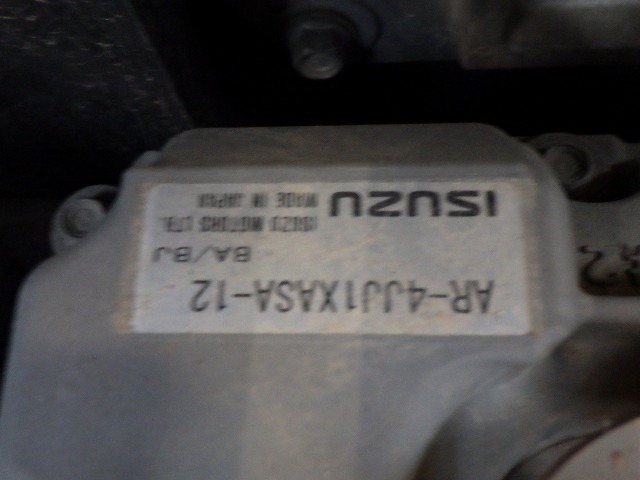 AR-4JJ1XASA-12
BA/BJ
ISUZU MOTORS LTD.
ISUZU MADE IN JAPAN